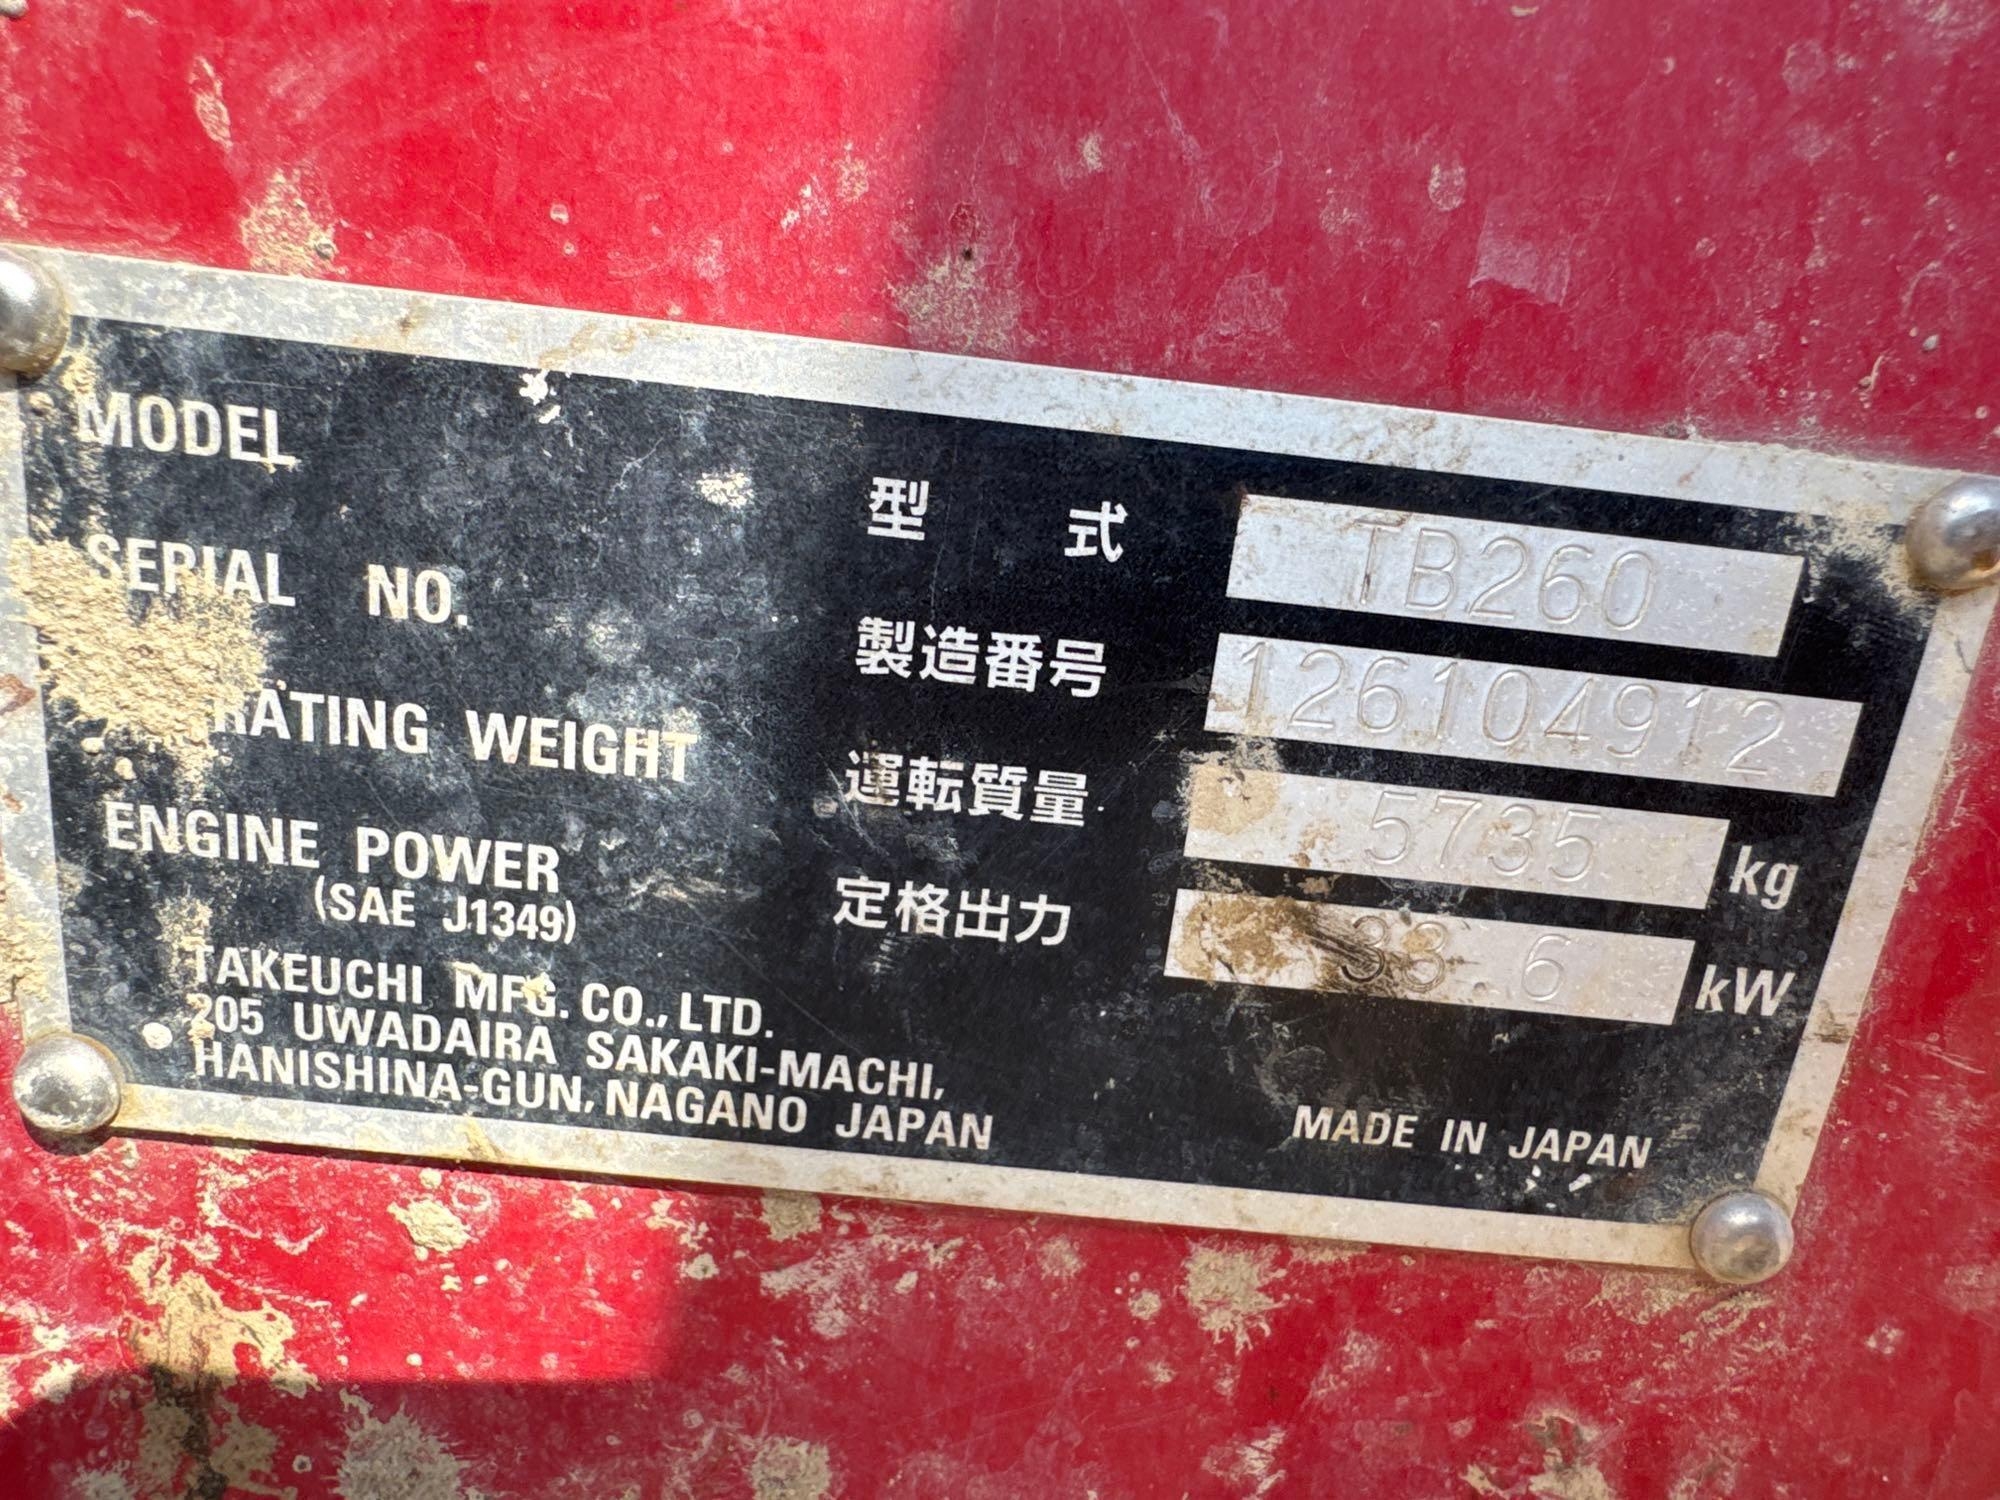 MODEL 型 式 TB260
SERIAL NO. 製造番号 126104912
RATING WEIGHT 運転質量 5735 kg
ENGINE POWER 定格出力 33.6 kW
(SAE J1349)
TAKEUCHI MFG. CO., LTD.
205 UWADAIRA SAKAKI-MACHI,
HANISHINA-GUN, NAGANO JAPAN
MADE IN JAPAN